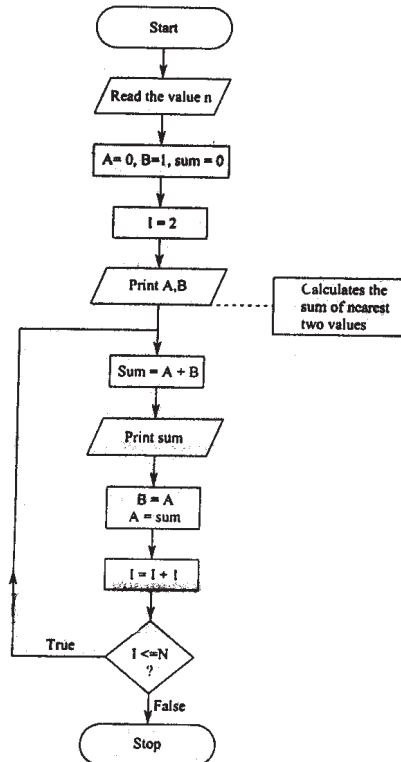 Start
Read the value n
A= 0, B=1, sum = 0
I = 2
Print A,B
Calculates the
sum of nearest
two values
Sum = A + B
Print sum
B = A
A = sum
I = I + 1
I <=N
?
True
False
Stop